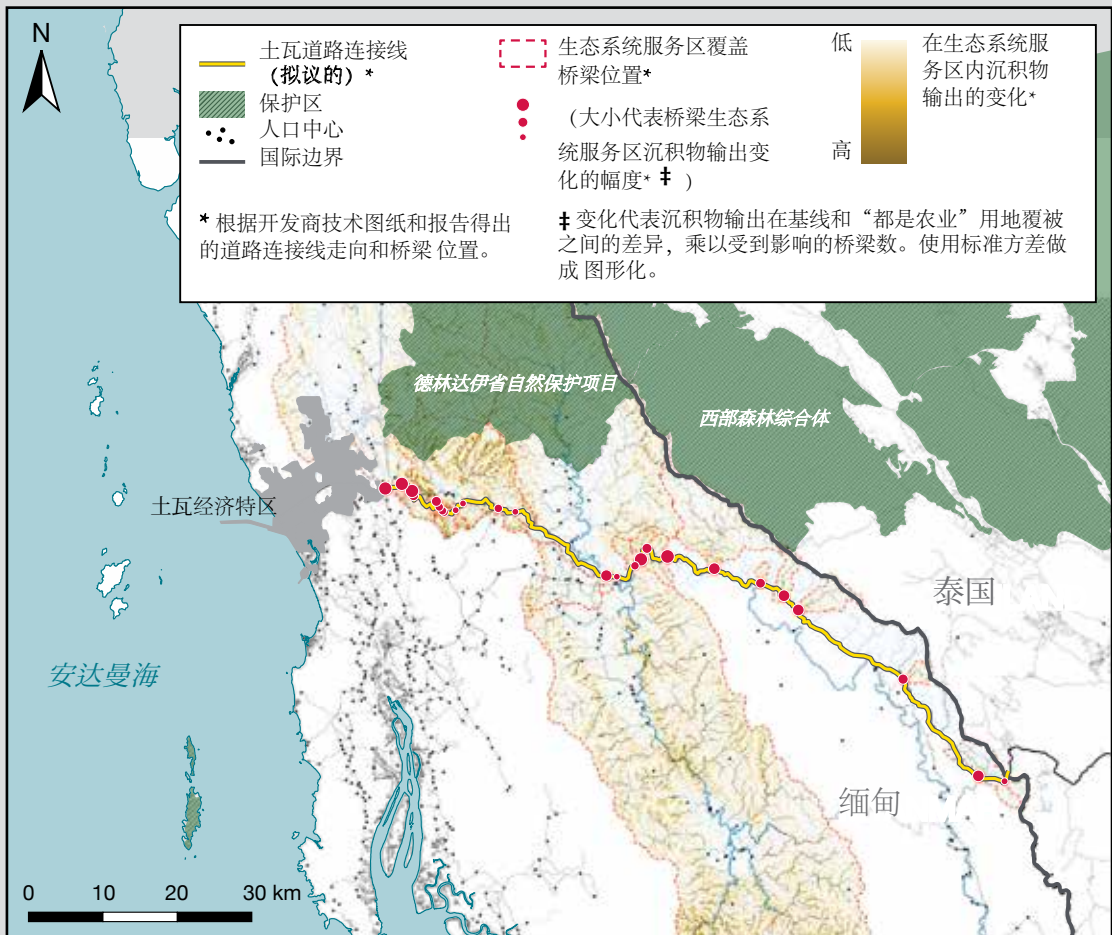 N
土瓦道路连接线
(拟议的) *
保护区
人口中心
国际边界
生态系统服务区覆盖
桥梁位置*
(大小代表桥梁生态系
统服务区沉积物输出变
化的幅度* ‡ )
低
高
在生态系统服
务区内沉积物
输出的变化*
* 根据开发商技术图纸和报告得出
的道路连接线走向和桥梁 位置。
‡ 变化代表沉积物输出在基线和“都是农业”用地覆被
之间的差异，乘以受到影响的桥梁数。使用标准方差做
成 图形化。
德林达伊省自然保护项目
西部森林综合体
土瓦经济特区
泰国
安达曼海
缅甸
0 10 20 30 km